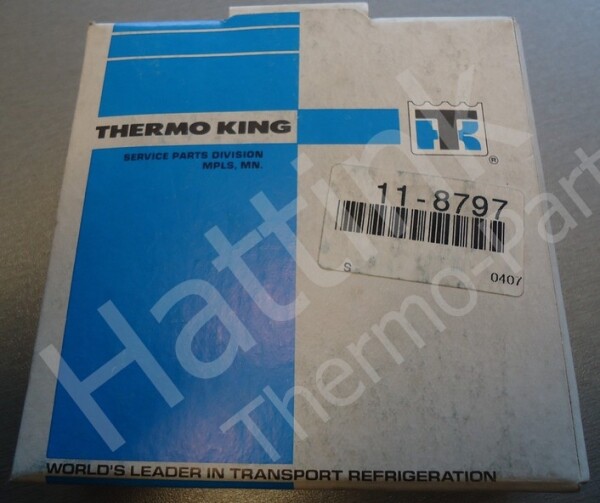 THERMO KING
SERVICE PARTS DIVISION
MPLS, MN.
TK
®
11-8797
S
0407
WORLD'S LEADER IN TRANSPORT REFRIGERATION
Hattink
Thermo-Part